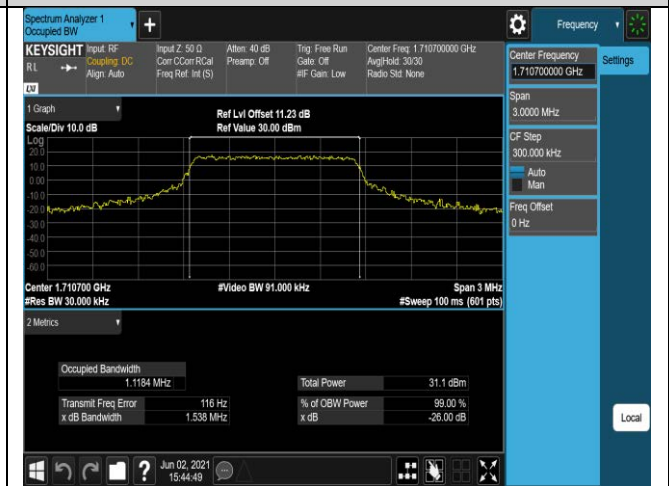 Spectrum Analyzer 1
Occupied BW
+
Frequency
KEYSIGHT
RL
Input: RF
Coupling: DC
Align: Auto
Input Z: 50 Ω
Corr CCorr RCal
Freq Ref: Int (S)
Atten: 40 dB
Preamp: Off
Trig: Free Run
Gate: Off
#IF Gain: Low
Center Freq: 1.710700000 GHz
Avg|Hold: 30/30
Radio Std: None
LXI
Center Frequency
1.710700000 GHz
Settings
Span
3.0000 MHz
CF Step
300.000 kHz
Auto
Man
Freq Offset
0 Hz
1 Graph
Ref Lvl Offset 11.23 dB
Scale/Div 10.0 dB
Ref Value 30.00 dBm
Log
20.0
10.0
0.00
-10.0
-20.0
-30.0
-40.0
-50.0
-60.0
Center 1.710700 GHz
#Video BW 91.000 kHz
Span 3 MHz
#Res BW 30.000 kHz
#Sweep 100 ms (601 pts)
2 Metrics
Occupied Bandwidth
1.1184 MHz
Total Power 31.1 dBm
Transmit Freq Error 116 Hz
% of OBW Power 99.00 %
x dB Bandwidth 1.538 MHz
x dB -26.00 dB
Local
?
Jun 02, 2021
15:44:49